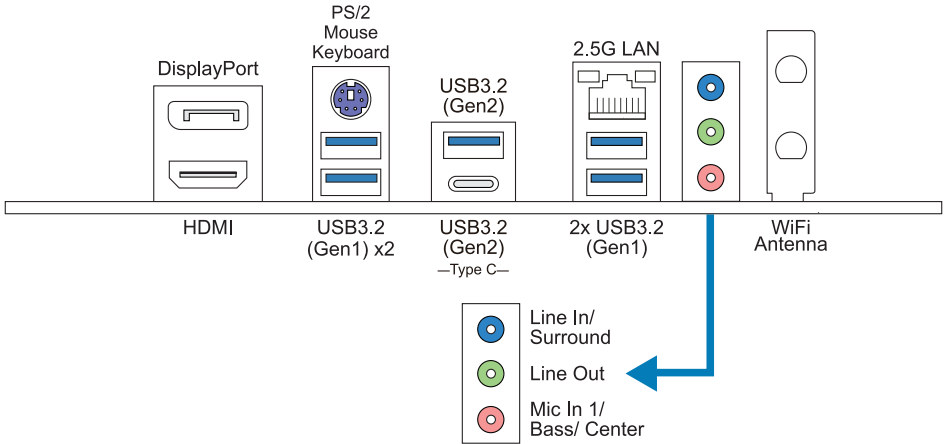 DisplayPort
HDMI
PS/2
Mouse
Keyboard
USB3.2
(Gen1) x2
USB3.2
(Gen2)
USB3.2
(Gen2)
—Type C—
2.5G LAN
2x USB3.2
(Gen1)
WiFi
Antenna
Line In/
Surround
Line Out
Mic In 1/
Bass/ Center